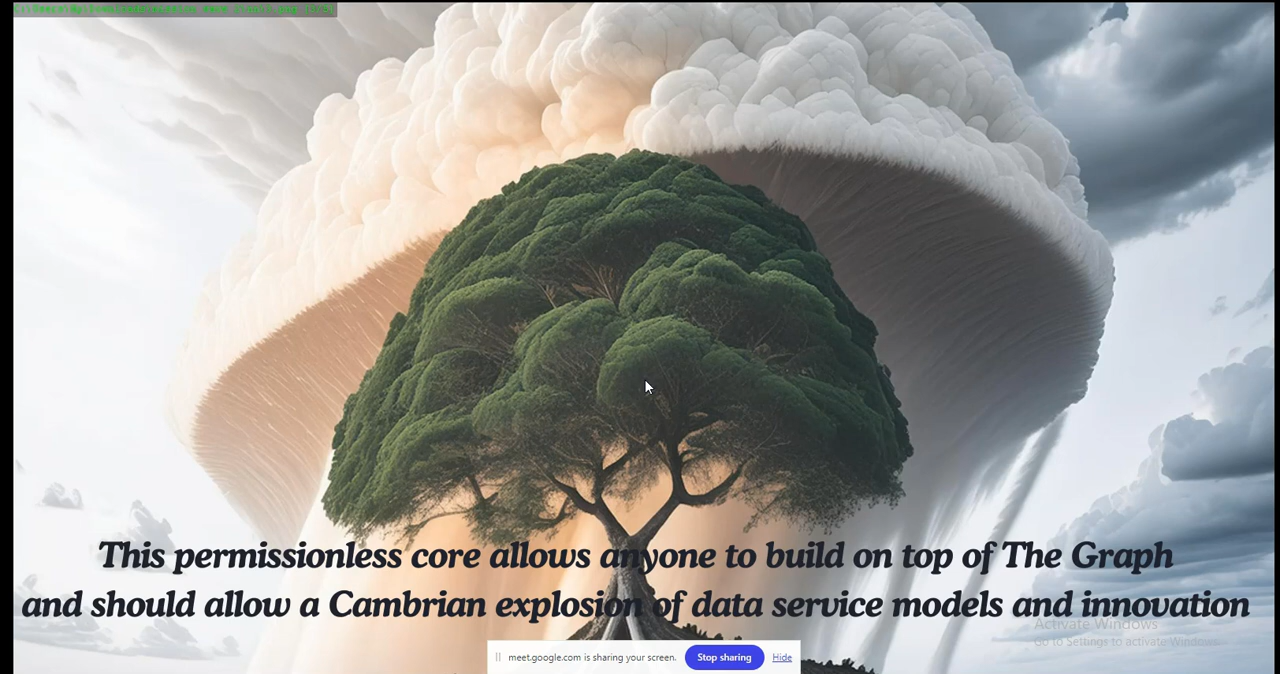 This permissionless core allows anyone to build on top of The Graph
and should allow a Cambrian explosion of data service models and innovation
Activate Windows
Go to Settings to activate Windows.
meet.google.com is sharing your screen.
Stop sharing
Hide